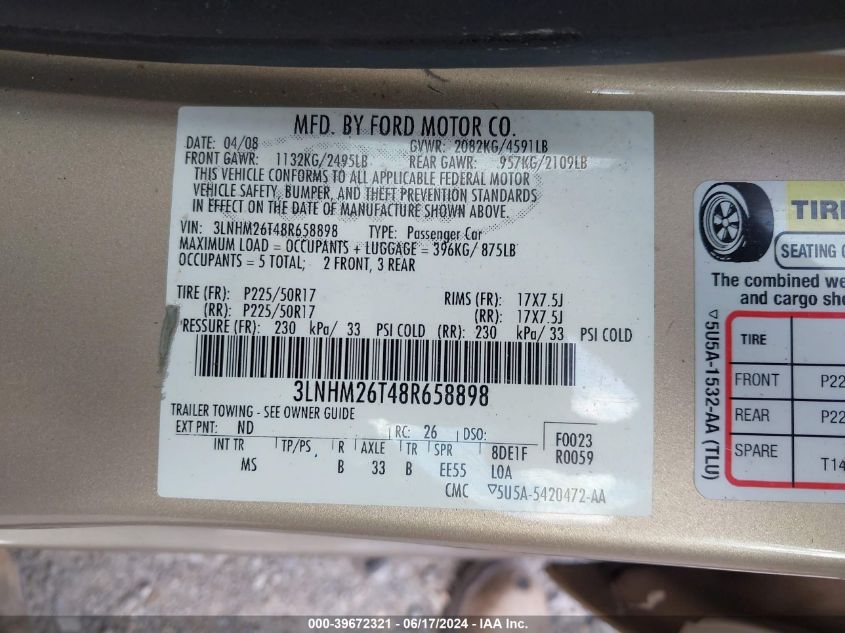 MFD. BY FORD MOTOR CO.
DATE: 04/08 GVWR: 2082KG/4591LB
FRONT GAWR: 1132KG/2495LB REAR GAWR: 957KG/2109LB
THIS VEHICLE CONFORMS TO ALL APPLICABLE FEDERAL MOTOR
VEHICLE SAFETY, BUMPER, AND THEFT PREVENTION STANDARDS
IN EFFECT ON THE DATE OF MANUFACTURE SHOWN ABOVE.
VIN: 3LNHM26T48R658898 TYPE: Passenger Car
MAXIMUM LOAD = OCCUPANTS + LUGGAGE = 396KG/ 875LB
OCCUPANTS = 5 TOTAL; 2 FRONT, 3 REAR
TIRE (FR): P225/50R17 RIMS (FR): 17X7.5J
(RR): P225/50R17 (RR): 17X7.5J
PRESSURE (FR): 230 kPa/ 33 PSI COLD (RR): 230 kPa/ 33 PSI COLD
3LNHM26T48R658898
TRAILER TOWING - SEE OWNER GUIDE
EXT PNT: ND RC: 26 DSO: F0023
INT TR TP/PS R AXLE TR SPR 8DE1F R0059
MS B 33 B EE55 LOA
CMC ▽5U5A-5420472-AA
TIRE
SEATING
The combined
and cargo
▽5U5A-1532-AA (TLU)
TIRE
FRONT P22
REAR P22
SPARE T14
000-39672321 - 06/17/2024 - IAA Inc.